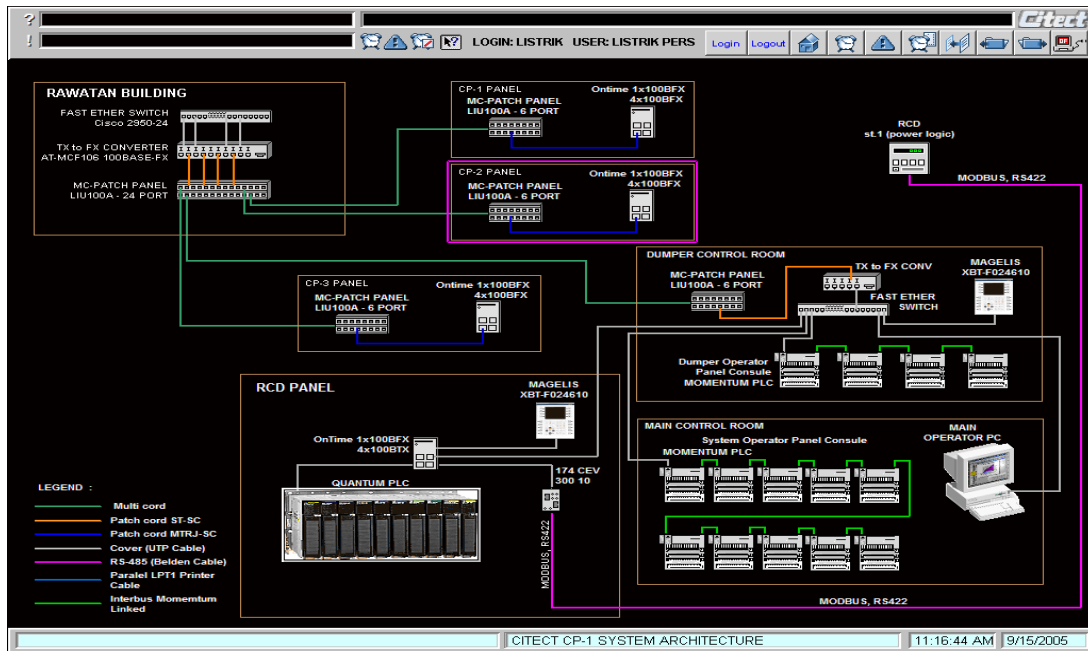 ?
Citect
!
LOGIN: LISTRIK USER: LISTRIK PERS
Login
Logout
RAWATAN BUILDING
FAST ETHER SWITCH
Cisco 2950-24
TX to FX CONVERTER
AT-MCF106 100BASE-FX
MC-PATCH PANEL
LIU100A - 24 PORT
CP-1 PANEL
MC-PATCH PANEL
LIU100A - 6 PORT
Ontime 1x100BFX
4x100BFX
CP-2 PANEL
MC-PATCH PANEL
LIU100A - 6 PORT
Ontime 1x100BFX
4x100BFX
RCD
st.1 (power logic)
MODBUS, RS422
CP-3 PANEL
MC-PATCH PANEL
LIU100A - 6 PORT
Ontime 1x100BFX
4x100BFX
DUMPER CONTROL ROOM
MC-PATCH PANEL
LIU100A - 6 PORT
TX to FX CONV
FAST ETHER
SWITCH
MAGELIS
XBT-F024610
Dumper Operator
Panel Consule
MOMENTUM PLC
RCD PANEL
MAGELIS
XBT-F024610
OnTime 1x100BFX
4x100BTX
QUANTUM PLC
174 CEV
300 10
MODBUS, RS422
MAIN CONTROL ROOM
System Operator Panel Console
MOMENTUM PLC
MAIN
OPERATOR PC
MODBUS, RS422
LEGEND :
Multi cord
Patch cord ST-SC
Patch cord MTRJ-SC
Cover (UTP Cable)
RS-485 (Belden Cable)
Paralel LPT1 Printer
Cable
Interbus Momemtum
Linked
CITECT CP-1 SYSTEM ARCHITECTURE
11:16:44 AM
9/15/2005